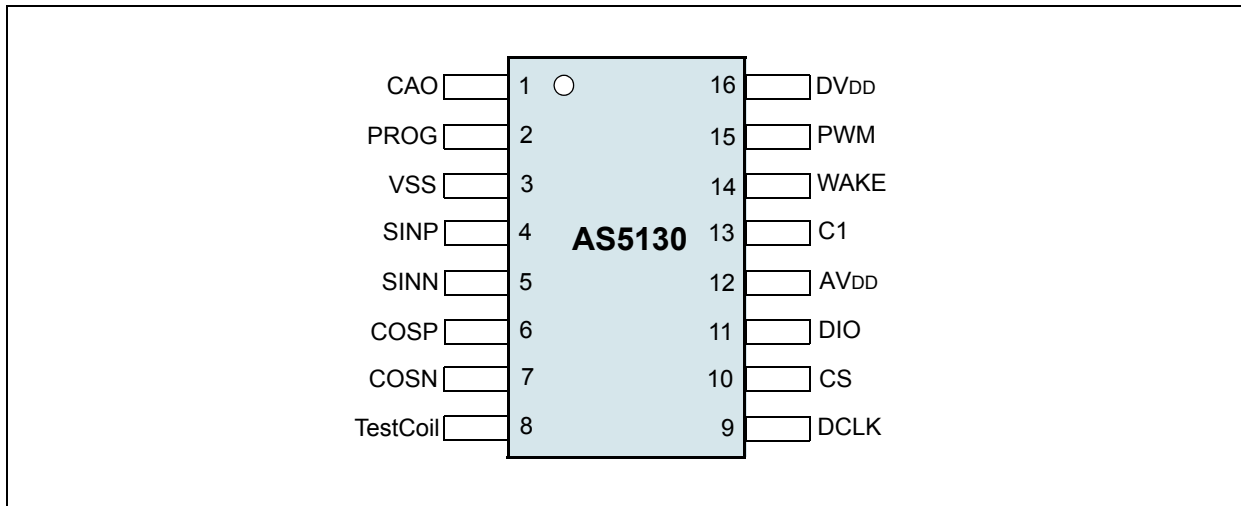 CAO 1 16 DVDD
PROG 2 15 PWM
VSS 3 14 WAKE
SINP 4 AS5130 13 C1
SINN 5 12 AVDD
COSP 6 11 DIO
COSN 7 10 CS
TestCoil 8 9 DCLK